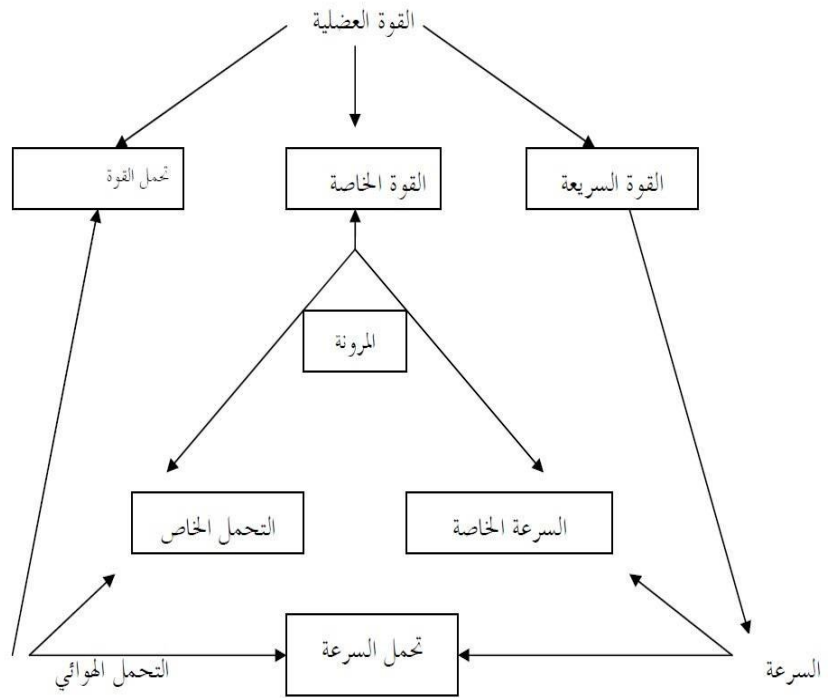 القوة العضلية
القوة السريعة
القوة الخاصة
تحمل القوة
المرونة
السرعة الخاصة
التحمل الخاص
تحمل السرعة
السرعة
التحمل الهوائي